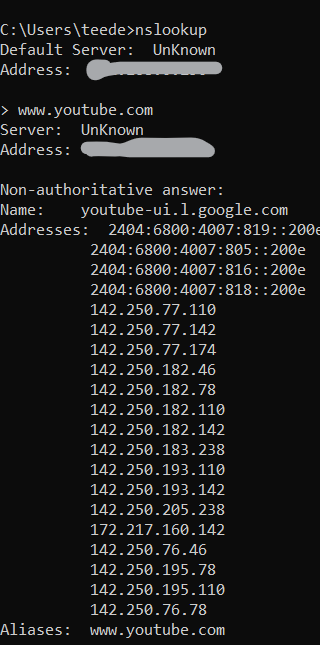 C:\Users\teede>nslookup
Default Server:  UnKnown
Address:
> www.youtube.com
Server:  UnKnown
Address:
Non-authoritative answer:
Name:    youtube-ui.l.google.com
Addresses:  2404:6800:4007:819::200e
2404:6800:4007:805::200e
2404:6800:4007:816::200e
2404:6800:4007:818::200e
142.250.77.110
142.250.77.142
142.250.77.174
142.250.182.46
142.250.182.78
142.250.182.110
142.250.182.142
142.250.183.238
142.250.193.110
142.250.193.142
142.250.205.238
172.217.160.142
142.250.76.46
142.250.195.78
142.250.195.110
142.250.76.78
Aliases:  www.youtube.com